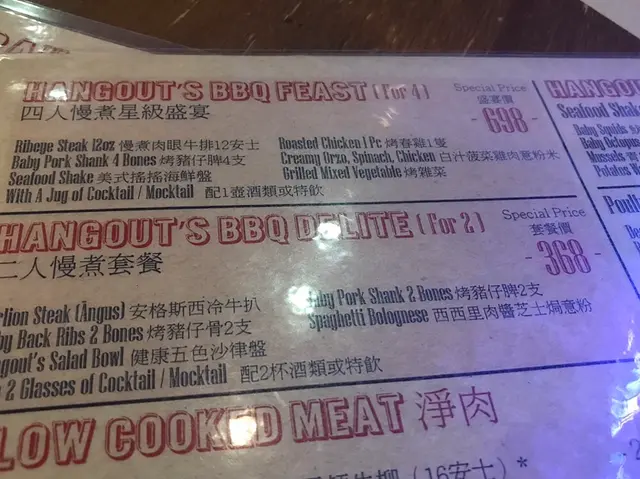 HANGOUT'S BBQ FEAST (For 4)
四人慢煮星級盛宴
Special Price
盛宴價
-698-
Ribeye Steak 12oz 慢煮肉眼牛排12安士
Baby Pork Shank 4 Bones 烤豬仔脾4支
Seafood Shake 美式搖搖海鮮盤
With A Jug of Cocktail / Mocktail 配1壺酒類或特飲
Roasted Chicken 1 Pc 烤春雞1隻
Creamy Orzo, Spinach, Chicken 白汁菠菜雞肉意粉米
Grilled Mixed Vegetable 烤雜菜
HANGOUT'S BBQ DELITE (For 2)
二人慢煮套餐
Special Price
套餐價
-368-
Steak (Angus) 安格斯西冷牛扒
Back Ribs 2 Bones 烤豬仔骨2支
Salad Bowl 健康五色沙律盤
2 Glasses of Cocktail / Mocktail 配2杯酒類或特飲
Pork Shank 2 Bones 烤豬仔脾2支
Spaghetti Bolognese 西西里肉醬芝士焗意粉
LOW COOKED MEAT 淨肉
(16安士)*
Seafood
Baby
Baby
Mussels